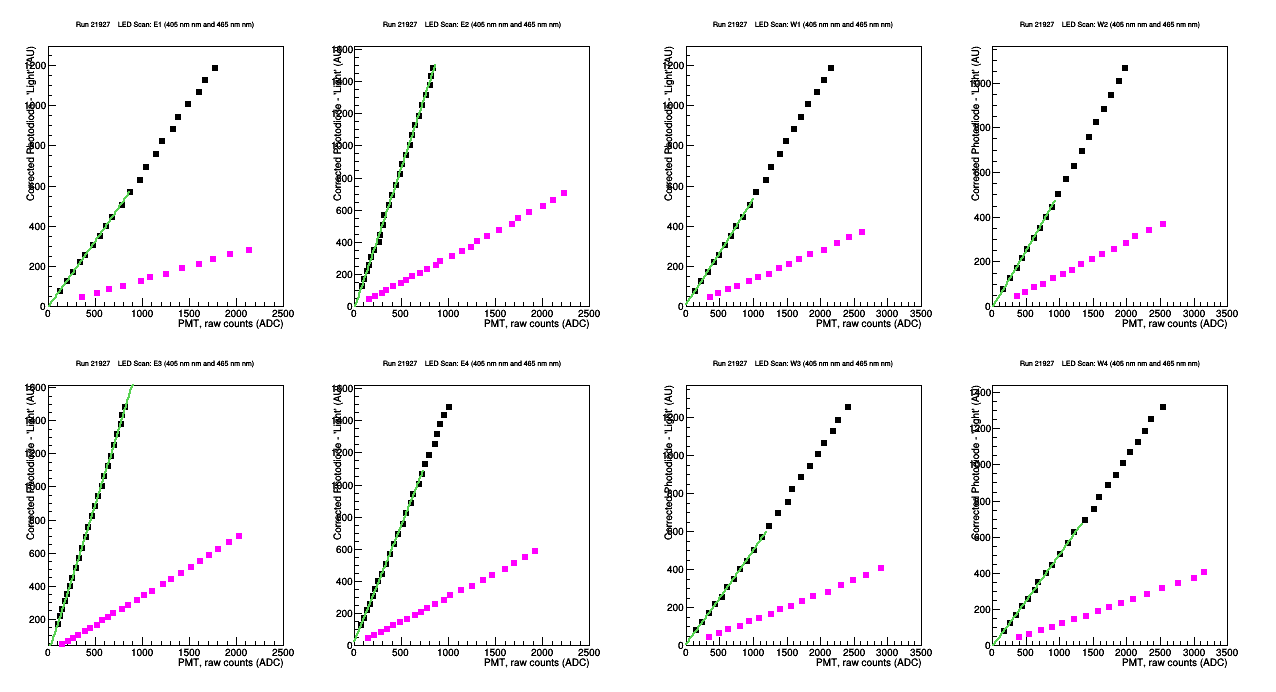 Run 21927 LED Scan: E1 (405 nm nm and 465 nm nm)
Corrected Photodiode - 'Light' (AU)
1200
1000
800
600
400
200
0
0 500 1000 1500 2000 2500
PMT, raw counts (ADC)
Run 21927 LED Scan: E2 (405 nm nm and 465 nm nm)
Corrected Photodiode - 'Light' (AU)
1600
1400
1200
1000
800
600
400
200
0
0 500 1000 1500 2000 2500
PMT, raw counts (ADC)
Run 21927 LED Scan: W1 (405 nm nm and 465 nm nm)
Corrected Photodiode - 'Light' (AU)
1200
1000
800
600
400
200
0
0 500 1000 1500 2000 2500 3000 3500
PMT, raw counts (ADC)
Run 21927 LED Scan: W2 (405 nm nm and 465 nm nm)
Corrected Photodiode - 'Light' (AU)
1000
800
600
400
200
0
0 500 1000 1500 2000 2500 3000 3500
PMT, raw counts (ADC)
Run 21927 LED Scan: E3 (405 nm nm and 465 nm nm)
Corrected Photodiode - 'Light' (AU)
1600
1400
1200
1000
800
600
400
200
0 500 1000 1500 2000 2500
PMT, raw counts (ADC)
Run 21927 LED Scan: E4 (405 nm nm and 465 nm nm)
Corrected Photodiode - 'Light' (AU)
1600
1400
1200
1000
800
600
400
200
0
0 500 1000 1500 2000 2500
PMT, raw counts (ADC)
Run 21927 LED Scan: W3 (405 nm nm and 465 nm nm)
Corrected Photodiode - 'Light' (AU)
1200
1000
800
600
400
200
0
0 500 1000 1500 2000 2500 3000 3500
PMT, raw counts (ADC)
Run 21927 LED Scan: W4 (405 nm nm and 465 nm nm)
Corrected Photodiode - 'Light' (AU)
1400
1200
1000
800
600
400
200
0
0 500 1000 1500 2000 2500 3000 3500
PMT, raw counts (ADC)